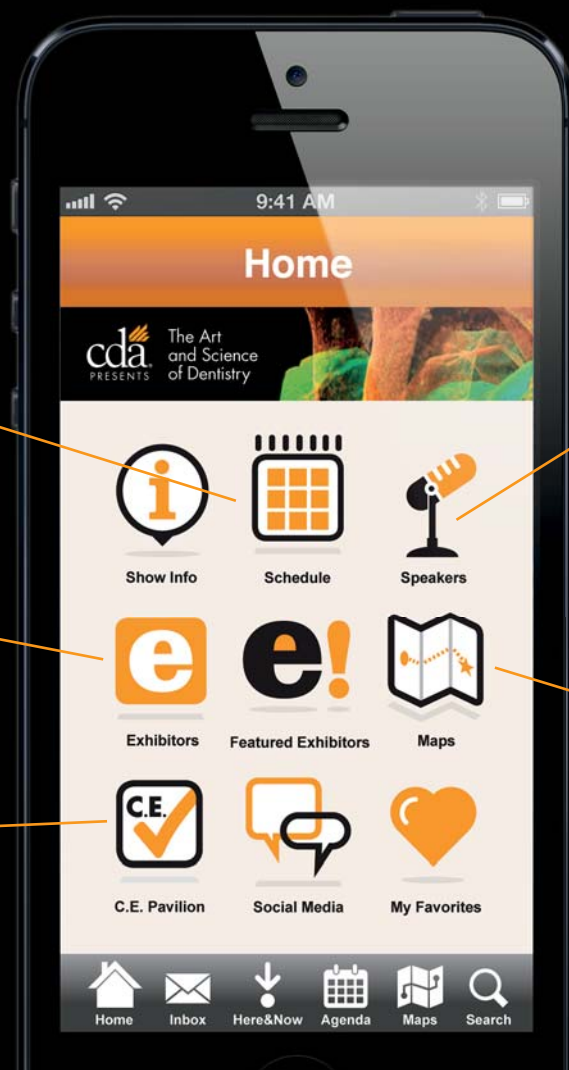 9:41 AM
Home
cda
PRESENTS
The Art
and Science
of Dentistry
Show Info
Schedule
Speakers
e
e!
Exhibitors
Featured Exhibitors
Maps
C.E.
C.E. Pavilion
Social Media
My Favorites
Home
Inbox
Here&Now
Agenda
Maps
Search